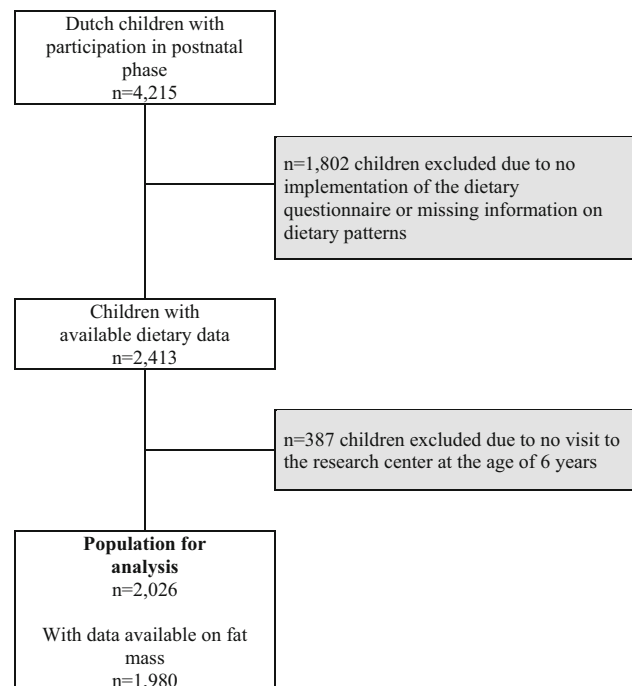 Dutch children with
participation in postnatal
phase
n=4,215
n=1,802 children excluded due to no
implementation of the dietary
questionnaire or missing information on
dietary patterns
Children with
available dietary data
n=2,413
n=387 children excluded due to no visit to
the research center at the age of 6 years
Population for
analysis
n=2,026
With data available on fat
mass
n=1,980